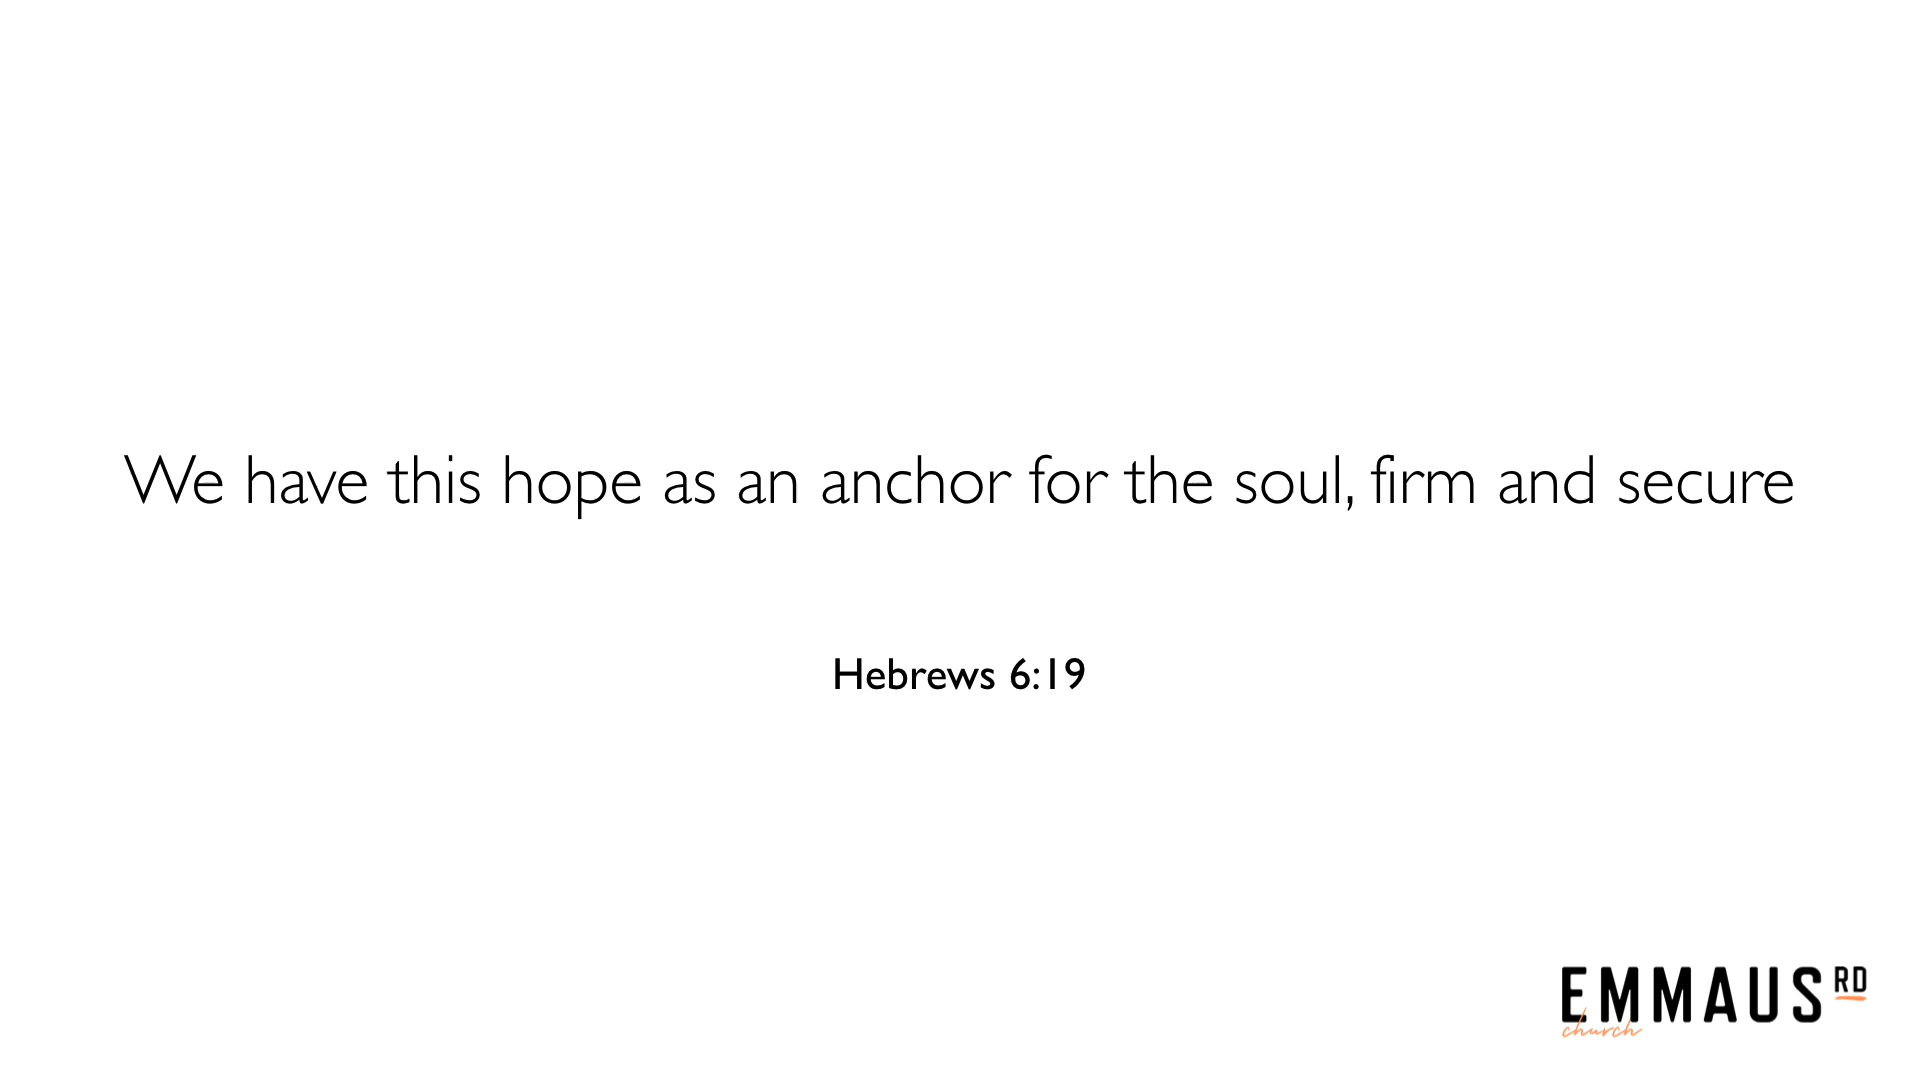 We have this hope as an anchor for the soul, firm and secure
Hebrews 6:19
EMMAUS RD
church